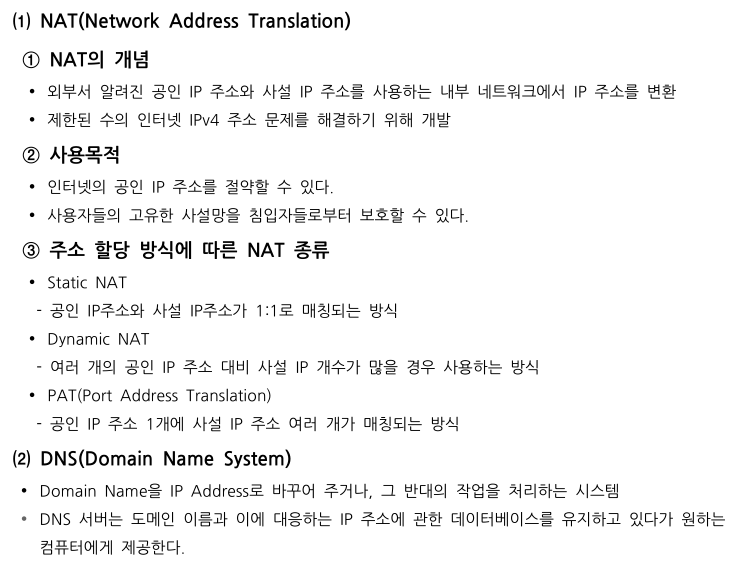 (1) NAT(Network Address Translation)
① NAT의 개념
• 외부서 알려진 공인 IP 주소와 사설 IP 주소를 사용하는 내부 네트워크에서 IP 주소를 변환
• 제한된 수의 인터넷 IPv4 주소 문제를 해결하기 위해 개발
② 사용목적
• 인터넷의 공인 IP 주소를 절약할 수 있다.
• 사용자들의 고유한 사설망을 침입자들로부터 보호할 수 있다.
③ 주소 할당 방식에 따른 NAT 종류
• Static NAT
- 공인 IP주소와 사설 IP주소가 1:1로 매칭되는 방식
• Dynamic NAT
- 여러 개의 공인 IP 주소 대비 사설 IP 개수가 많을 경우 사용하는 방식
• PAT(Port Address Translation)
- 공인 IP 주소 1개에 사설 IP 주소 여러 개가 매칭되는 방식
(2) DNS(Domain Name System)
• Domain Name을 IP Address로 바꾸어 주거나, 그 반대의 작업을 처리하는 시스템
• DNS 서버는 도메인 이름과 이에 대응하는 IP 주소에 관한 데이터베이스를 유지하고 있다가 원하는
컴퓨터에게 제공한다.